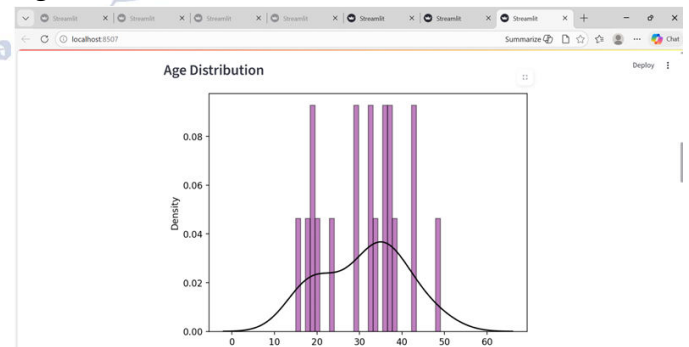 Streamlit Streamlit Streamlit Streamlit Streamlit Streamlit Streamlit
localhost:8507 Summarize Chat
Deploy
Age Distribution
Density
0.08
0.06
0.04
0.02
0.00
0 10 20 30 40 50 60